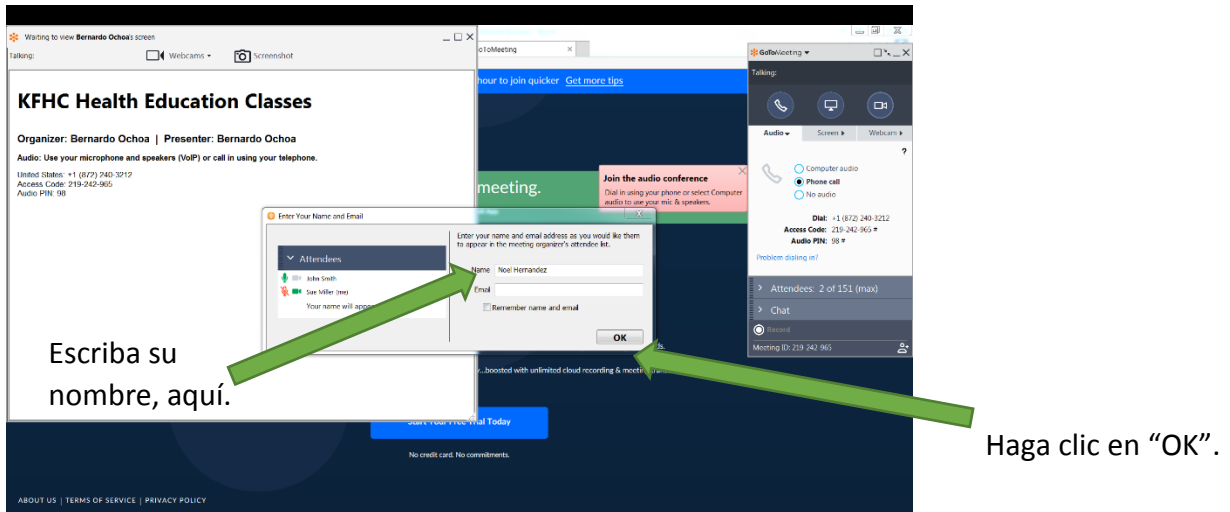 Waiting to view Bernardo Ochoa's screen
Talking:
Webcams
Screenshot
KFHC Health Education Classes
Organizer: Bernardo Ochoa | Presenter: Bernardo Ochoa
Audio: Use your microphone and speakers (VoIP) or call in using your telephone.
United States: +1 (872) 240-3212
Access Code: 219-242-965
Audio PIN: 98
oToMeeting
hour to join quicker Get more tips
meeting.
Join the audio conference
Dial in using your phone or select Computer
audio to use your mic & speakers.
Enter Your Name and Email
Attendees
John Smith
Sue Miller (me)
Your name will appe
Enter your name and email address as you would like them
to appear in the meeting organizer's attendee list.
Name Noel Hernandez
Email
Remember name and email
OK
ds.
...boosted with unlimited cloud recording & meeting
Start Your Free Trial Today
No credit card. No commitments.
ABOUT US | TERMS OF SERVICE | PRIVACY POLICY
GoToMeeting
Talking:
Audio Screen Webcam
?
Computer audio
Phone call
No audio
Dial: +1 (872) 240-3212
Access Code: 219-242-965 #
Audio PIN: 98 #
Problem dialing in?
Attendees: 2 of 151 (max)
Chat
Record
Meeting ID: 219-242-965
Escriba su
nombre, aquí.
Haga clic en “OK”.